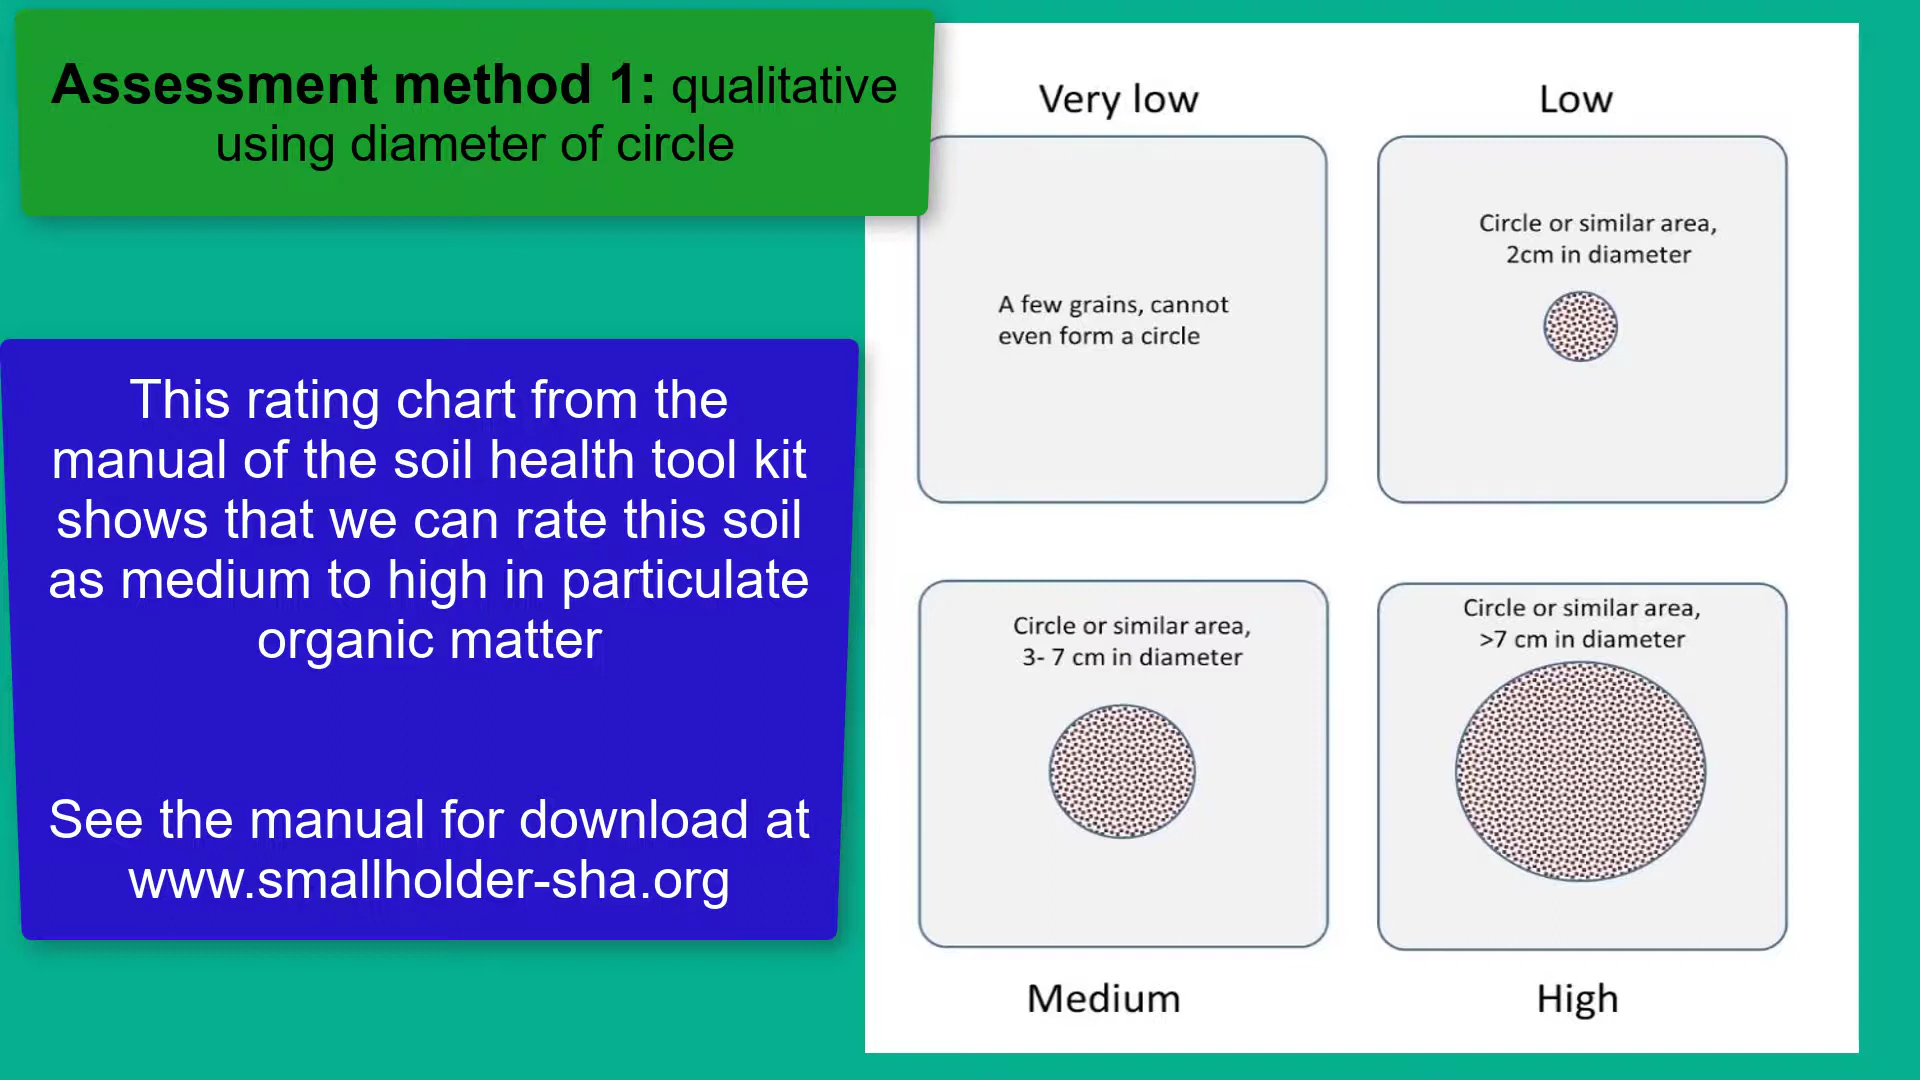 Assessment method 1: qualitative
using diameter of circle
This rating chart from the
manual of the soil health tool kit
shows that we can rate this soil
as medium to high in particulate
organic matter
See the manual for download at
www.smallholder-sha.org
Very low
A few grains, cannot
even form a circle
Low
Circle or similar area,
2cm in diameter
Circle or similar area,
3- 7 cm in diameter
Medium
Circle or similar area,
>7 cm in diameter
High